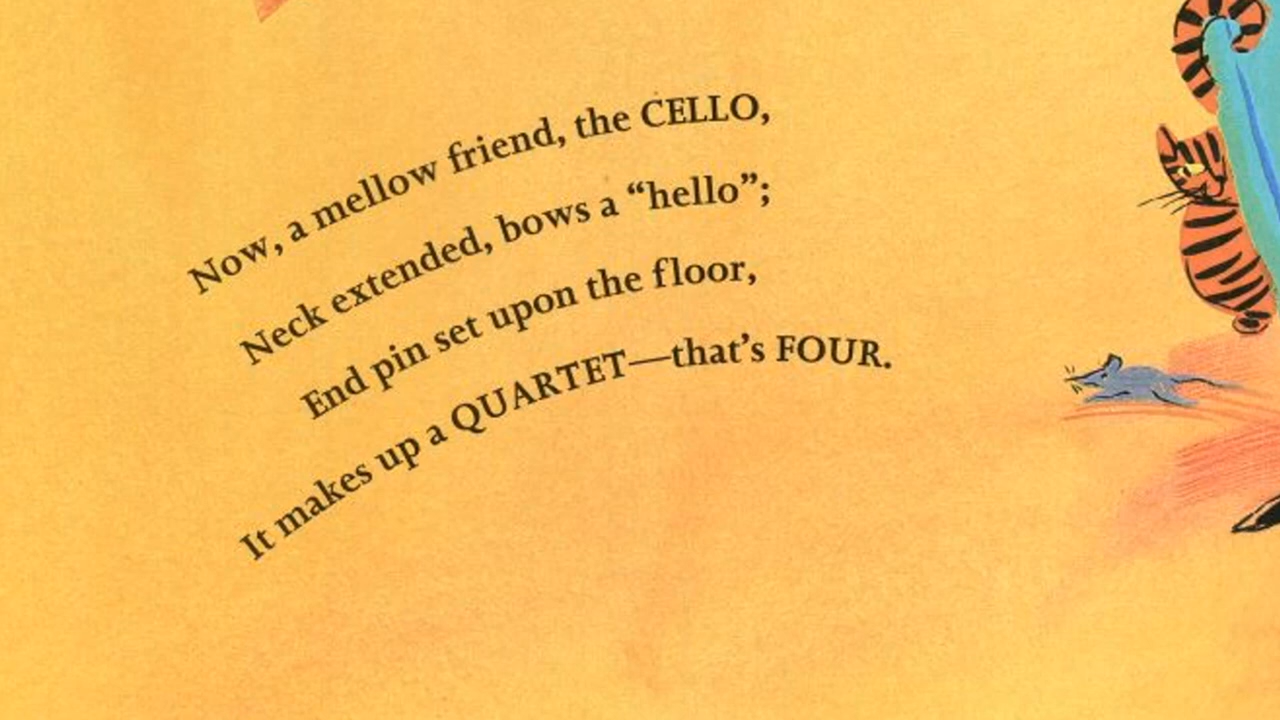 Now, a mellow friend, the CELLO,
Neck extended, bows a “hello”;
End pin set upon the floor,
It makes up a QUARTET—that’s FOUR.